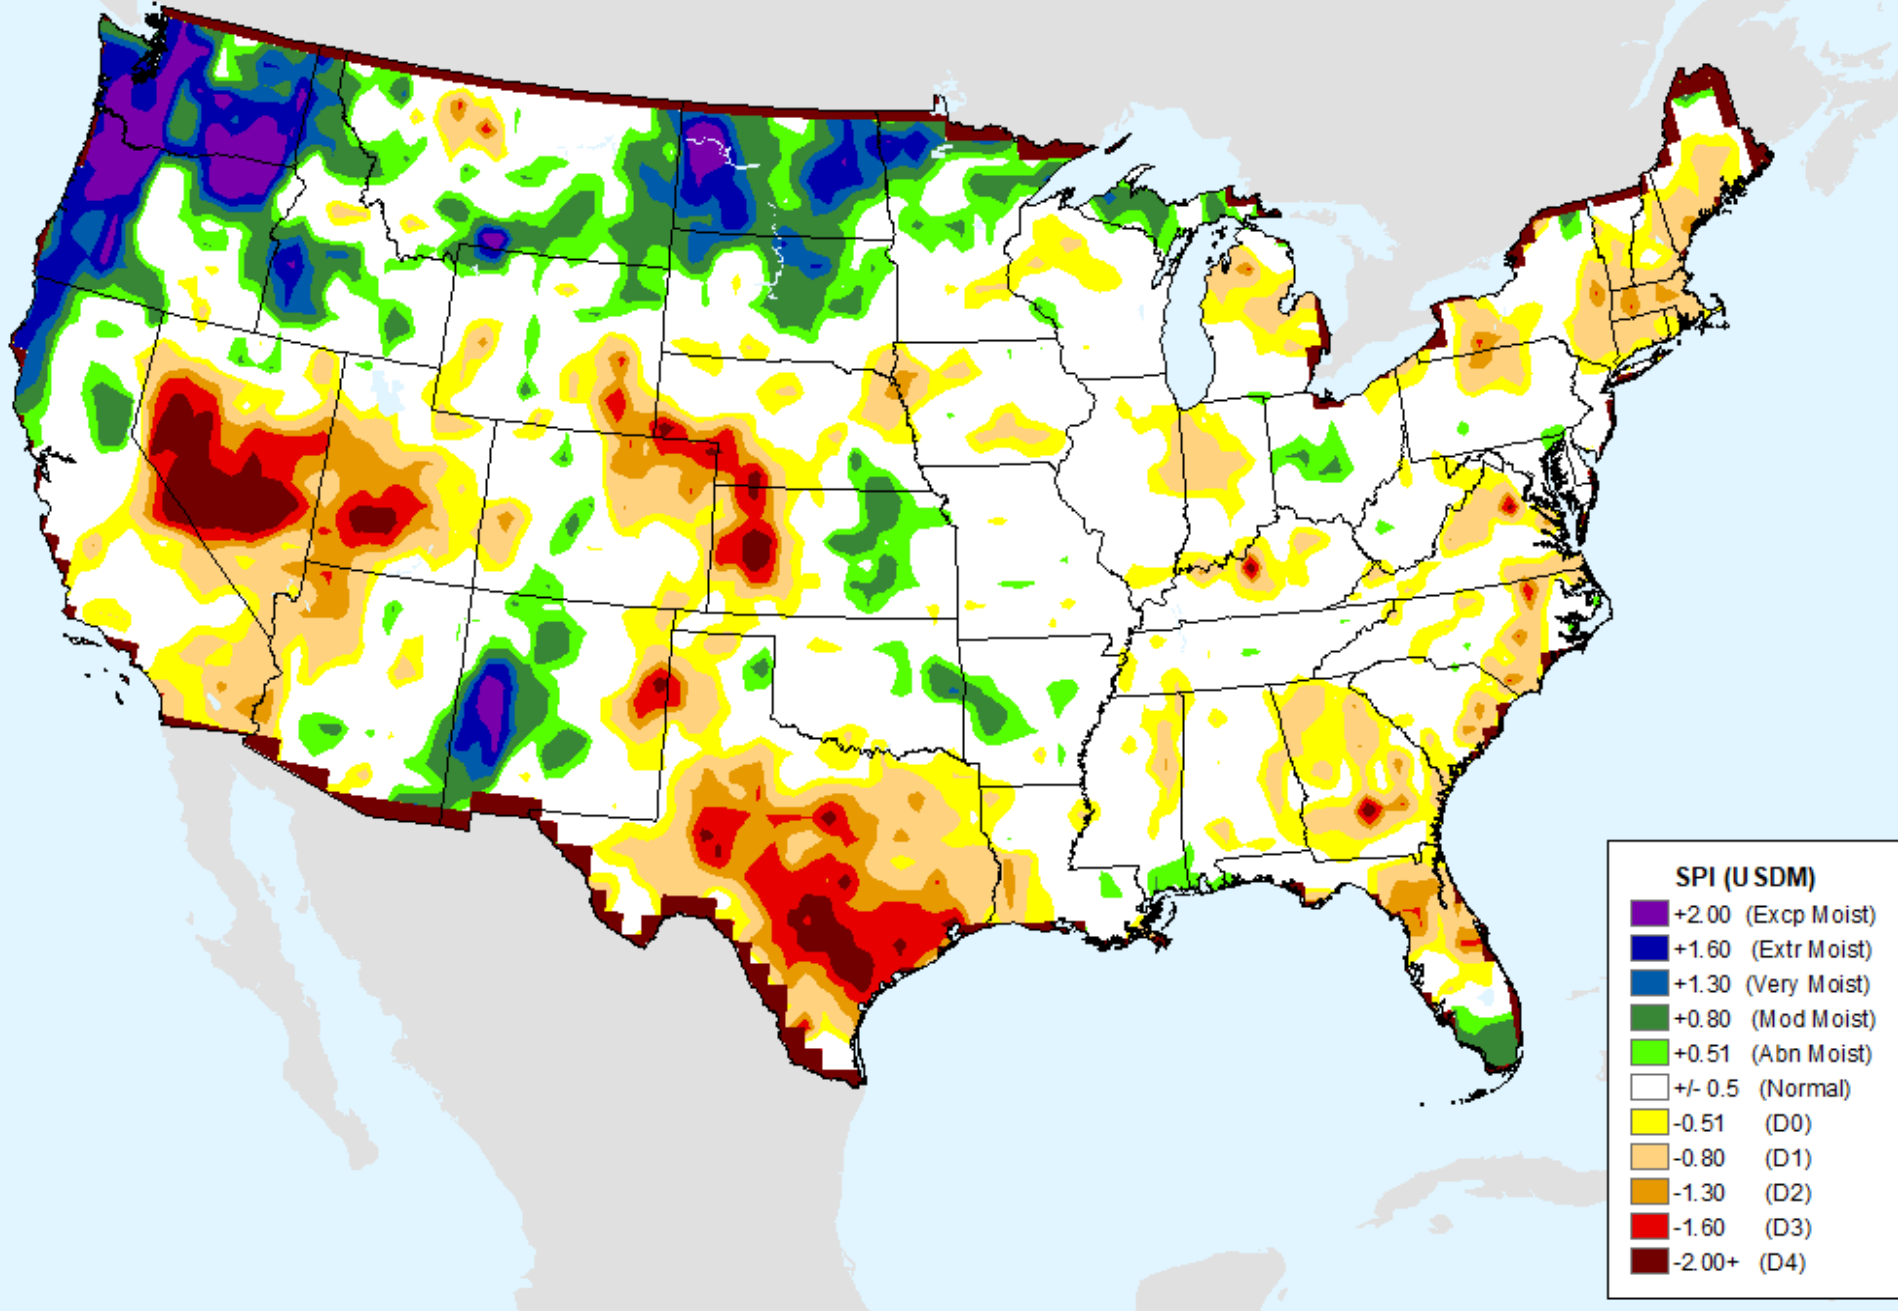 SPI (USDM)
+2.00 (Excp Moist)
+1.60 (Extr Moist)
+1.30 (Very Moist)
+0.80 (Mod Moist)
+0.51 (Abn Moist)
+/- 0.5 (Normal)
-0.51 (D0)
-0.80 (D1)
-1.30 (D2)
-1.60 (D3)
-2.00+ (D4)